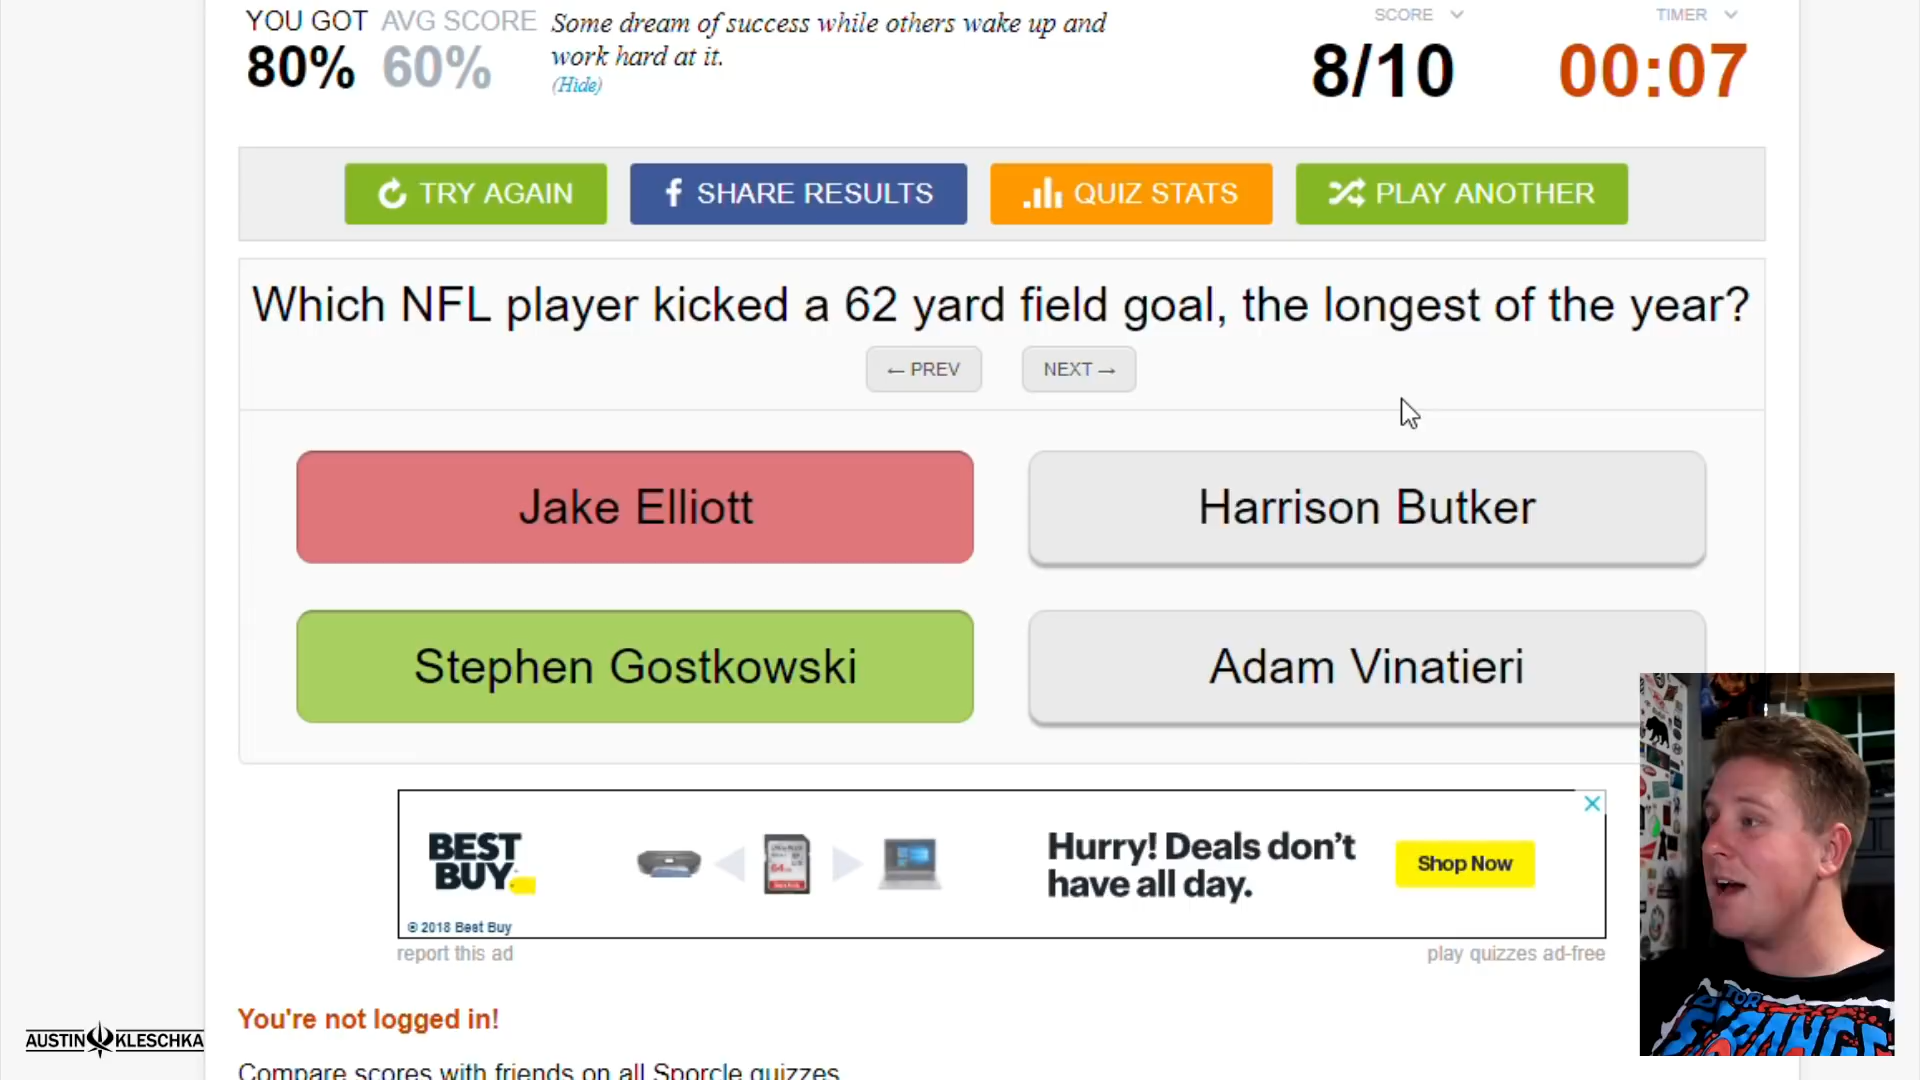 YOU GOT
80%
AVG SCORE
60%
Some dream of success while others wake up and
work hard at it.
(Hide)
SCORE
8/10
TIMER
00:07
TRY AGAIN
f SHARE RESULTS
QUIZ STATS
PLAY ANOTHER
Which NFL player kicked a 62 yard field goal, the longest of the year?
← PREV
NEXT →
Jake Elliott
Harrison Butker
Stephen Gostkowski
Adam Vinatieri
BEST
BUY
Hurry! Deals don't
have all day.
Shop Now
© 2018 Best Buy
report this ad
play quizzes ad-free
You're not logged in!
Compare scores with friends on all Sporcle quizzes
AUSTIN KLESCHKA